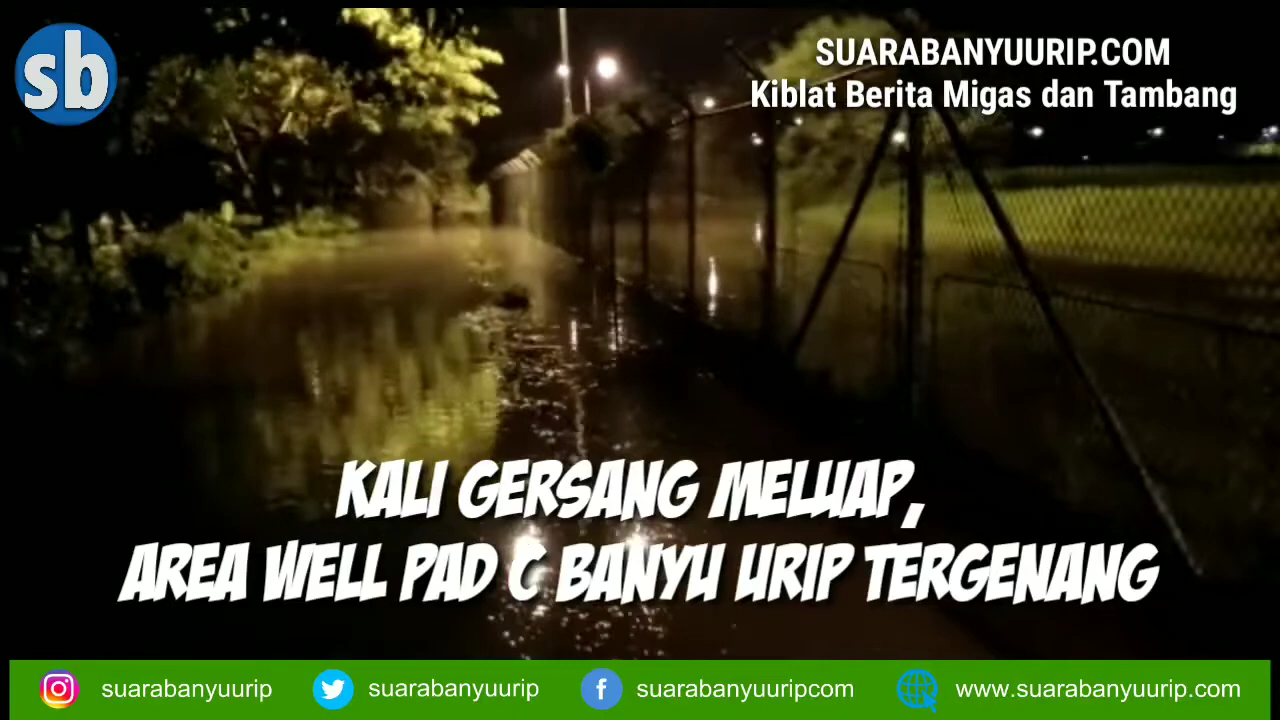 sb
SUARABANYUURIP.COM
Kiblat Berita Migas dan Tambang
KALI GERSANG MELUAP,
AREA WELL PAD C BANYU URIP TERGENANG
suarabanyuurip
suarabanyuurip
suarabanyuuripcom
www.suarabanyuurip.com